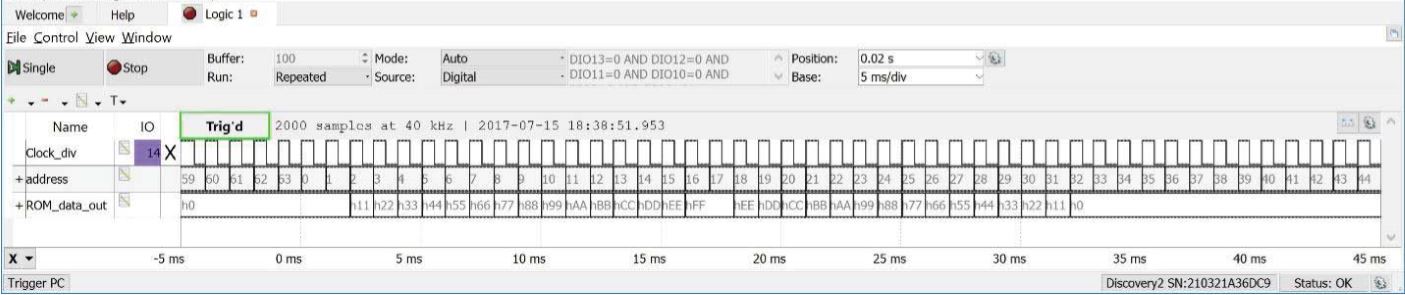 Welcome Help Logic 1
File Control View Window
Single Stop Buffer: 100 Mode: Auto DIO13=0 AND DIO12=0 AND Position: 0.02 s
Run: Repeated Source: Digital DIO11=0 AND DIO10=0 AND Base: 5 ms/div
T
Name IO Trig'd 2000 samples at 40 kHz | 2017-07-15 18:38:51.953
Clock_div 14 X
+ address 59 60 61 62 63 0 1 2 3 4 5 6 7 8 9 10 11 12 13 14 15 16 17 18 19 20 21 22 23 24 25 26 27 28 29 30 31 32 33 34 35 36 37 38 39 40 41 42 43 44
+ ROM_data_out h0 h11 h22 h33 h44 h55 h66 h77 h88 h99 hAA hBB hCC hDD hEE hFF hEE hDD hCC hBB hAA h99 h88 h77 h66 h55 h44 h33 h22 h11 h0
X -5 ms 0 ms 5 ms 10 ms 15 ms 20 ms 25 ms 30 ms 35 ms 40 ms 45 ms
Trigger PC Discovery2 SN:210321A36DC9 Status: OK